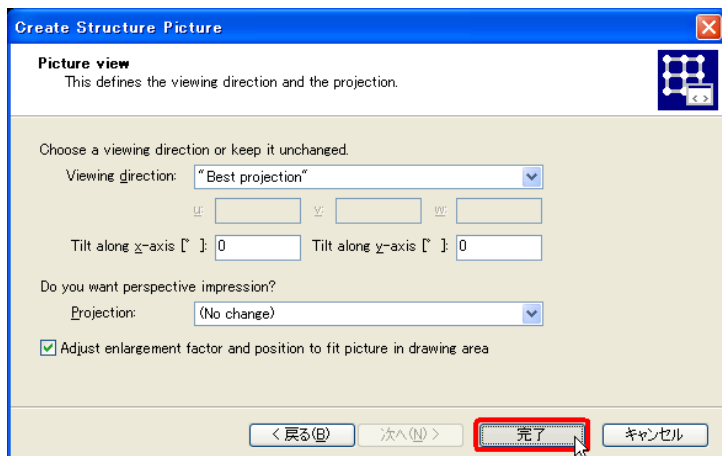 Create Structure Picture
Picture view
This defines the viewing direction and the projection.
Choose a viewing direction or keep it unchanged.
Viewing direction: "Best projection"
u: v: w:
Tilt along x-axis [° ]: 0 Tilt along y-axis [° ]: 0
Do you want perspective impression?
Projection: (No change)
Adjust enlargement factor and position to fit picture in drawing area
< 戻る(B) 次へ(N) > 完了 キャンセル